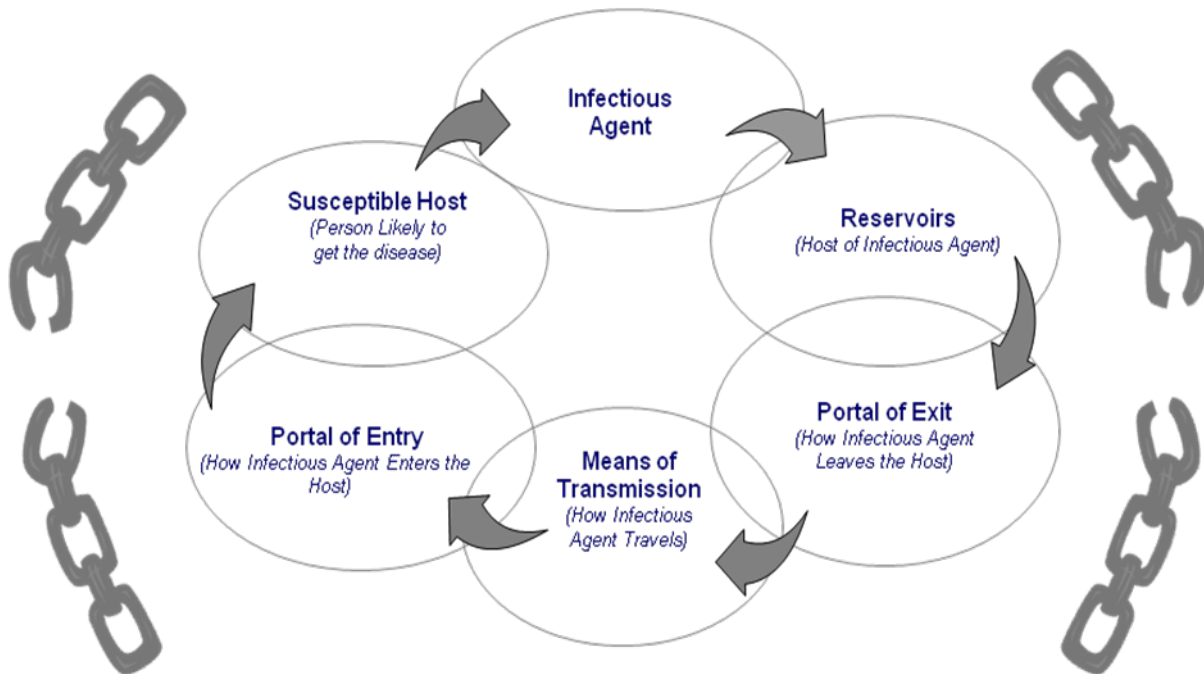 Infectious
Agent
Reservoirs
(Host of Infectious Agent)
Portal of Exit
(How Infectious Agent
Leaves the Host)
Means of
Transmission
(How Infectious
Agent Travels)
Portal of Entry
(How Infectious Agent Enters the
Host)
Susceptible Host
(Person Likely to
get the disease)